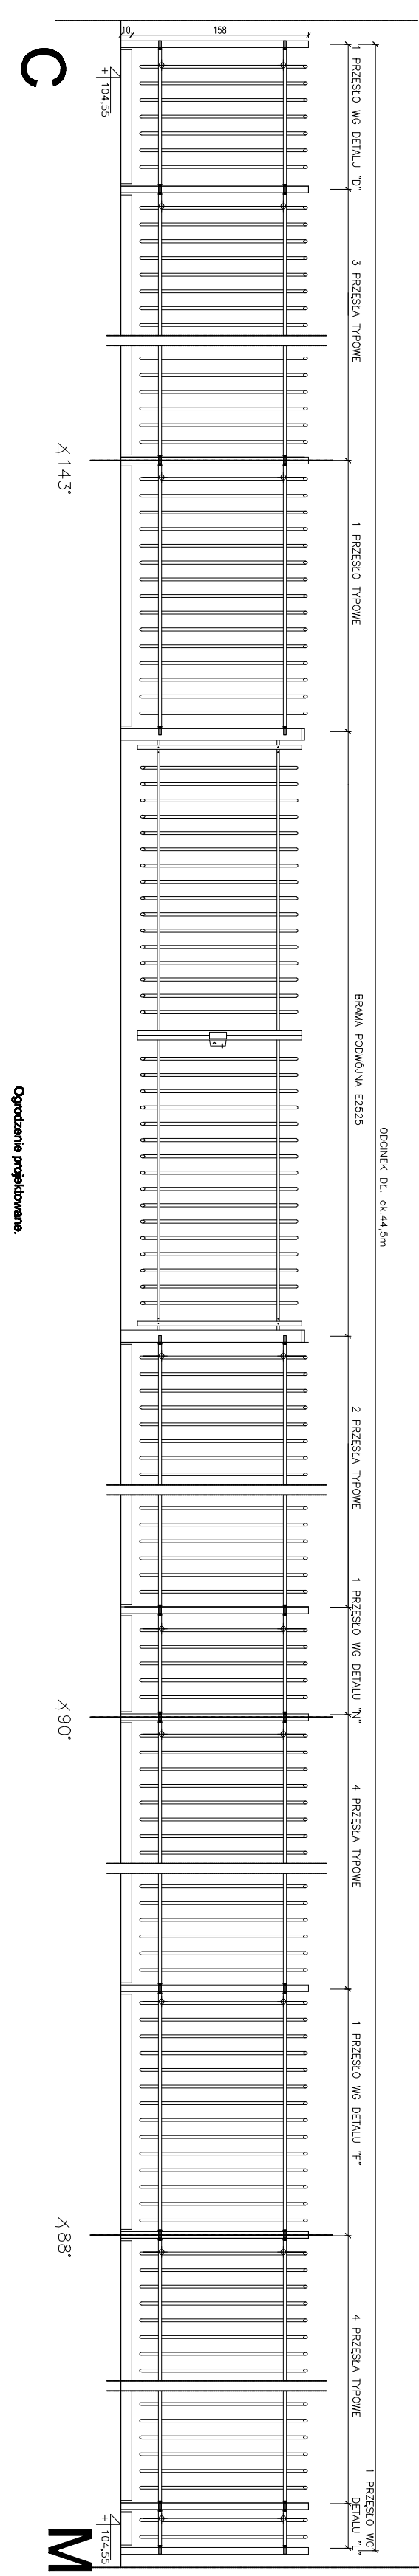 ODCINEK DŁ. ok.44,5m
1 PRZĘSŁO WG DETALU "D"
3 PRZĘSŁA TYPOWE
1 PRZĘSŁO TYPOWE
BRAMA PODWÓJNA E2525
2 PRZĘSŁA TYPOWE
1 PRZĘSŁO WG DETALU "N"
4 PRZĘSŁA TYPOWE
1 PRZĘSŁO WG DETALU "F"
4 PRZĘSŁA TYPOWE
1 PRZĘSŁO WG
DETALU "L"
158
10
+ 104,55
+ 104,55
∡143°
∡90°
∡88°
C
M
Ogrodzenie projektowane.